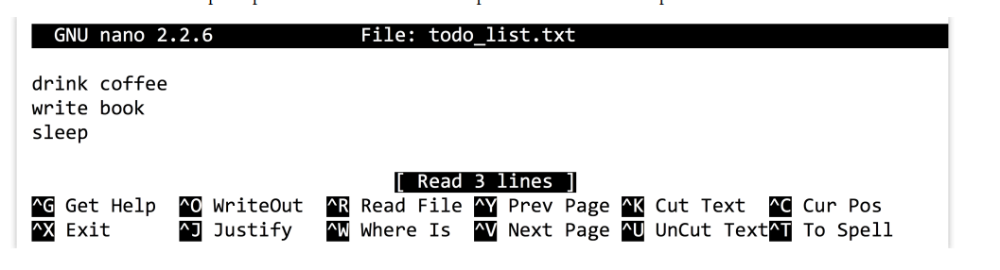 GNU nano 2.2.6 File: todo_list.txt
drink coffee
write book
sleep
[ Read 3 lines ]
^G Get Help ^O WriteOut ^R Read File ^Y Prev Page ^K Cut Text ^C Cur Pos
^X Exit ^J Justify ^W Where Is ^V Next Page ^U UnCut Text^T To Spell